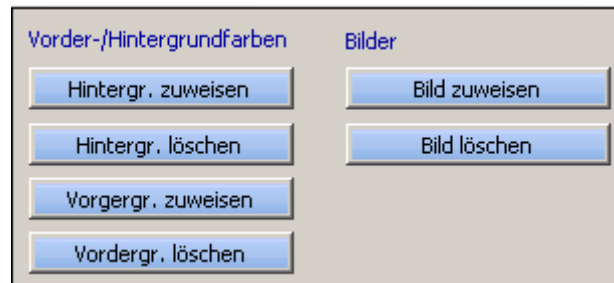 Vorder-/Hintergrundfarben
Hintergr. zuweisen
Hintergr. löschen
Vorgergr. zuweisen
Vordergr. löschen
Bilder
Bild zuweisen
Bild löschen